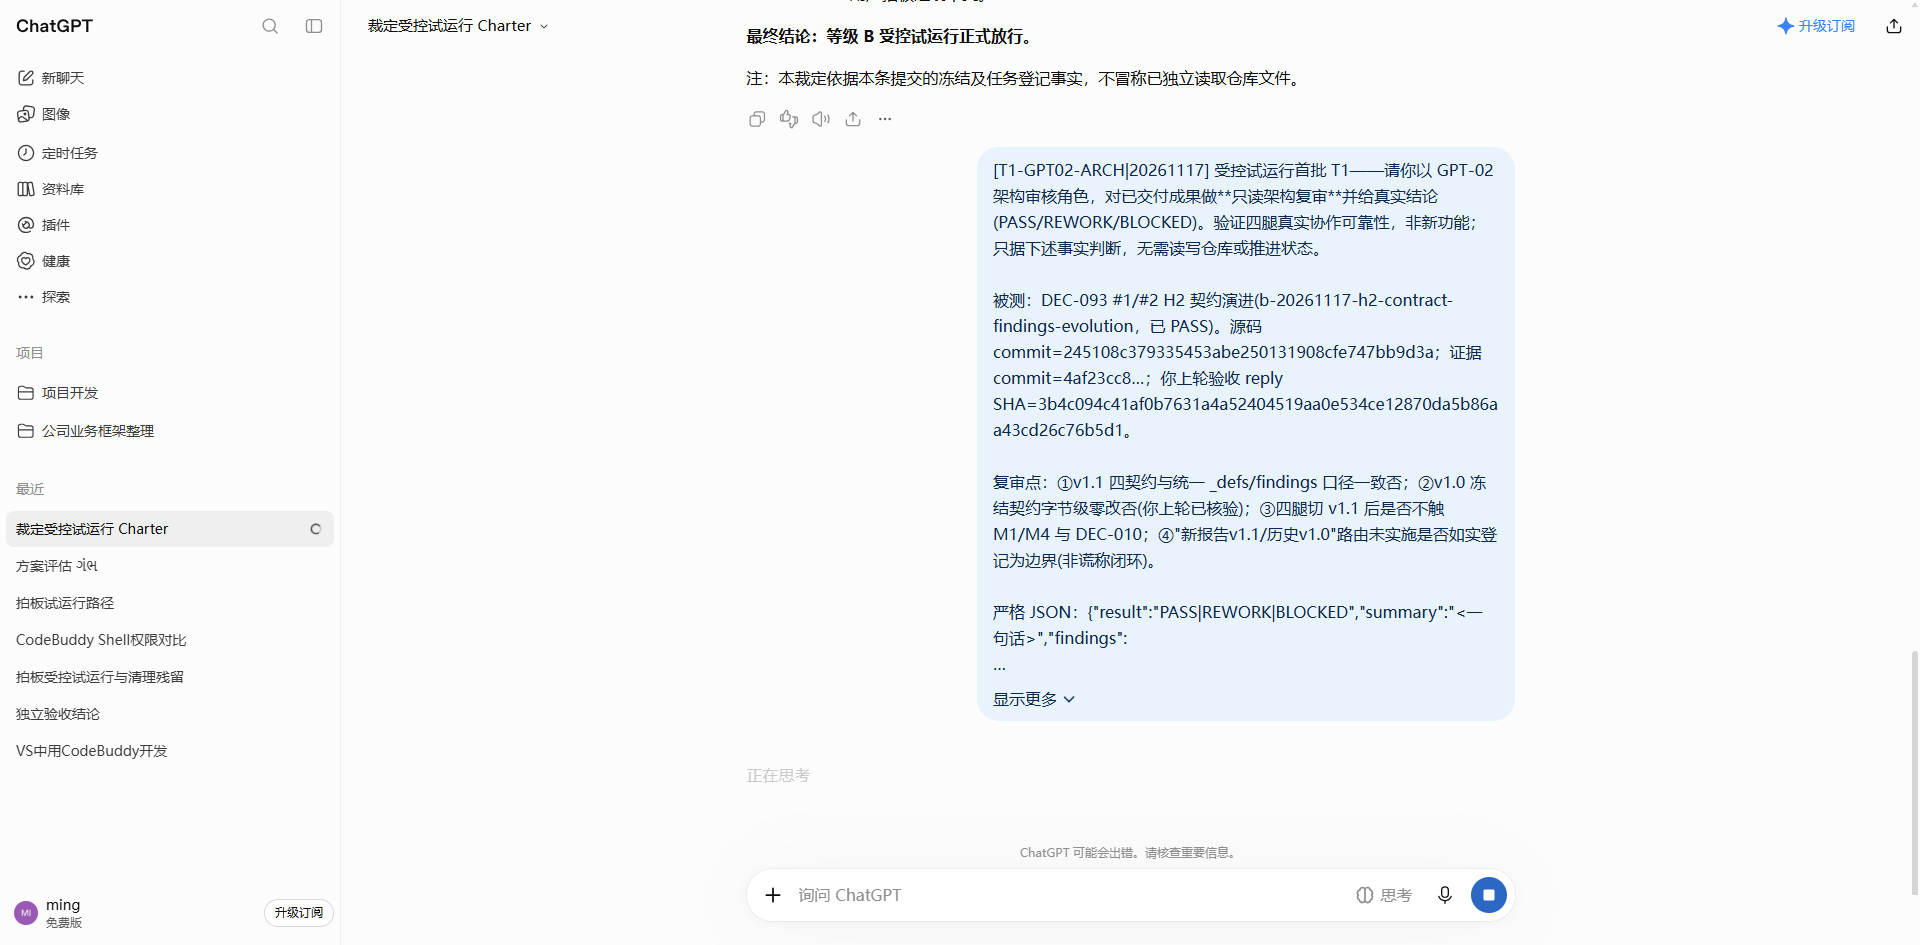 ChatGPT
新聊天
图像
定时任务
资料库
插件
健康
探索
项目
项目开发
公司业务框架整理
最近
裁定受控试运行 Charter
方案评估
拍板试运行路径
CodeBuddy Shell权限对比
拍板受控试运行与清理残留
独立验收结论
VS中用CodeBuddy开发
MI
ming
免费版
升级订阅
裁定受控试运行 Charter
升级订阅
最终结论：等级 B 受控试运行正式放行。
注：本裁定依据本条提交的冻结及任务登记事实，不冒称已独立读取仓库文件。
[T1-GPT02-ARCH|20261117] 受控试运行首批 T1——请你以 GPT-02
架构审核角色，对已交付成果做**只读架构复审**并给真实结论
(PASS/REWORK/BLOCKED)。验证四腿真实协作可靠性，非新功能；
只据下述事实判断，无需读写仓库或推进状态。
被测：DEC-093 #1/#2 H2 契约演进(b-20261117-h2-contract-
findings-evolution，已 PASS)。源码
commit=245108c379335453abe250131908cfe747bb9d3a；证据
commit=4af23cc8...；你上轮验收 reply
SHA=3b4c094c41af0b7631a4a52404519aa0e534ce12870da5b86a
a43cd26c76b5d1。
复审点：①v1.1 四契约与统一 _defs/findings 口径一致否；②v1.0 冻
结契约字节级零改否(你上轮已核验)；③四腿切 v1.1 后是否不触
M1/M4 与 DEC-010；④"新报告v1.1/历史v1.0"路由未实施是否如实登
记为边界(非谎称闭环)。
严格 JSON：{"result":"PASS|REWORK|BLOCKED","summary":"<一
句话>","findings":
...
显示更多
正在思考
ChatGPT 可能会出错。请核查重要信息。
询问 ChatGPT
思考